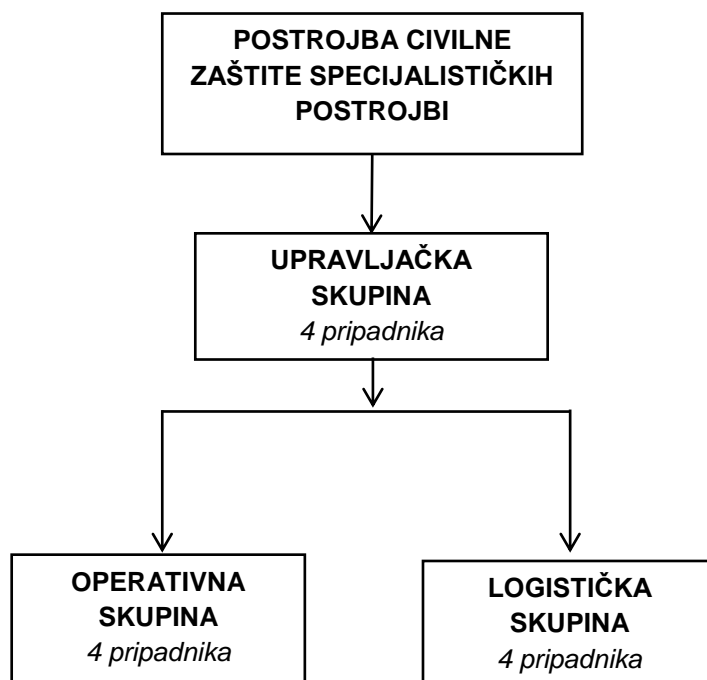 POSTROJBA CIVILNE
ZAŠTITE SPECIJALISTIČKIH
POSTROJBI
UPRAVLJAČKA
SKUPINA
4 pripadnika
OPERATIVNA
SKUPINA
4 pripadnika
LOGISTIČKA
SKUPINA
4 pripadnika